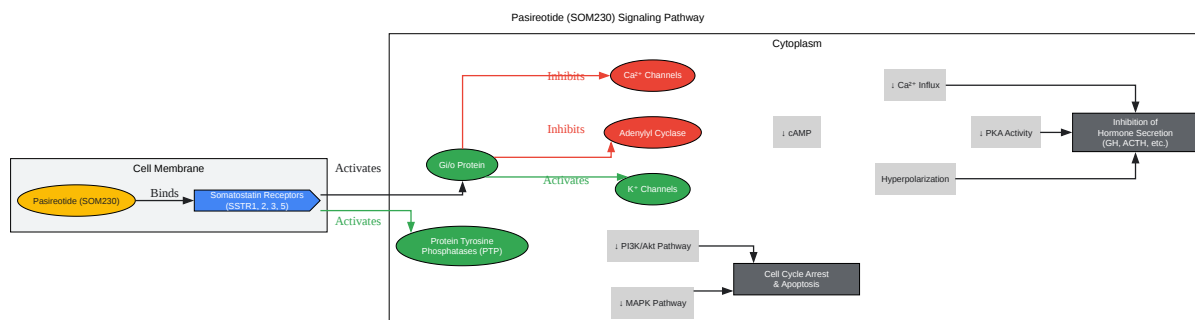 Pasireotide (SOM230) Signaling Pathway
Cytoplasm
Cell Membrane
Pasireotide (SOM230)
Binds
Somatostatin Receptors
(SSTR1, 2, 3, 5)
Activates
Activates
Gi/o Protein
Protein Tyrosine
Phosphatases (PTP)
Inhibits
Inhibits
Activates
Ca²⁺ Channels
Adenylyl Cyclase
K⁺ Channels
↓ PI3K/Akt Pathway
↓ MAPK Pathway
Cell Cycle Arrest
& Apoptosis
↓ cAMP
↓ Ca²⁺ Influx
↓ PKA Activity
Hyperpolarization
Inhibition of
Hormone Secretion
(GH, ACTH, etc.)